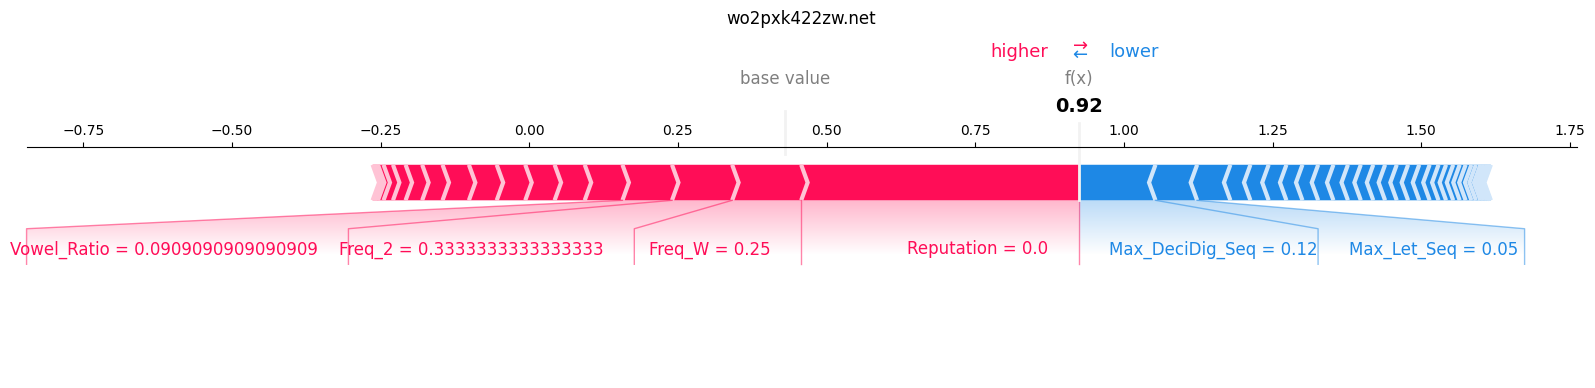 wo2pxk422zw.net
higher ⇄ lower
base value f(x)
0.92
−0.75 −0.50 −0.25 0.00 0.25 0.50 0.75 1.00 1.25 1.50 1.75
Vowel_Ratio = 0.0909090909090909 Freq_2 = 0.3333333333333333 Freq_W = 0.25 Reputation = 0.0 Max_DeciDig_Seq = 0.12 Max_Let_Seq = 0.05